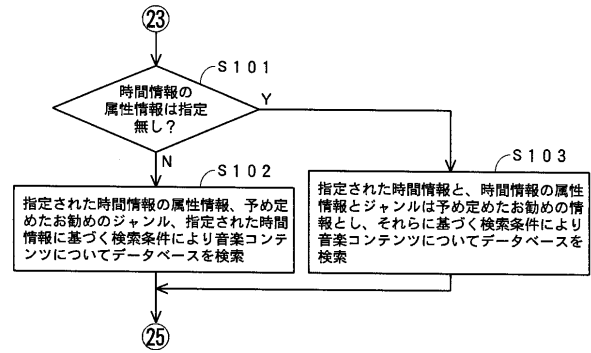 23
S101
時間情報の
属性情報は指定
無し？
Y
N
S102
指定された時間情報の属性情報、予め定
めたお勧めのジャンル、指定された時間
情報に基づく検索条件により音楽コンテ
ンツについてデータベースを検索
S103
指定された時間情報と、時間情報の属性
情報とジャンルは予め定めたお勧めの情
報とし、それらに基づく検索条件により
音楽コンテンツについてデータベースを
検索
25